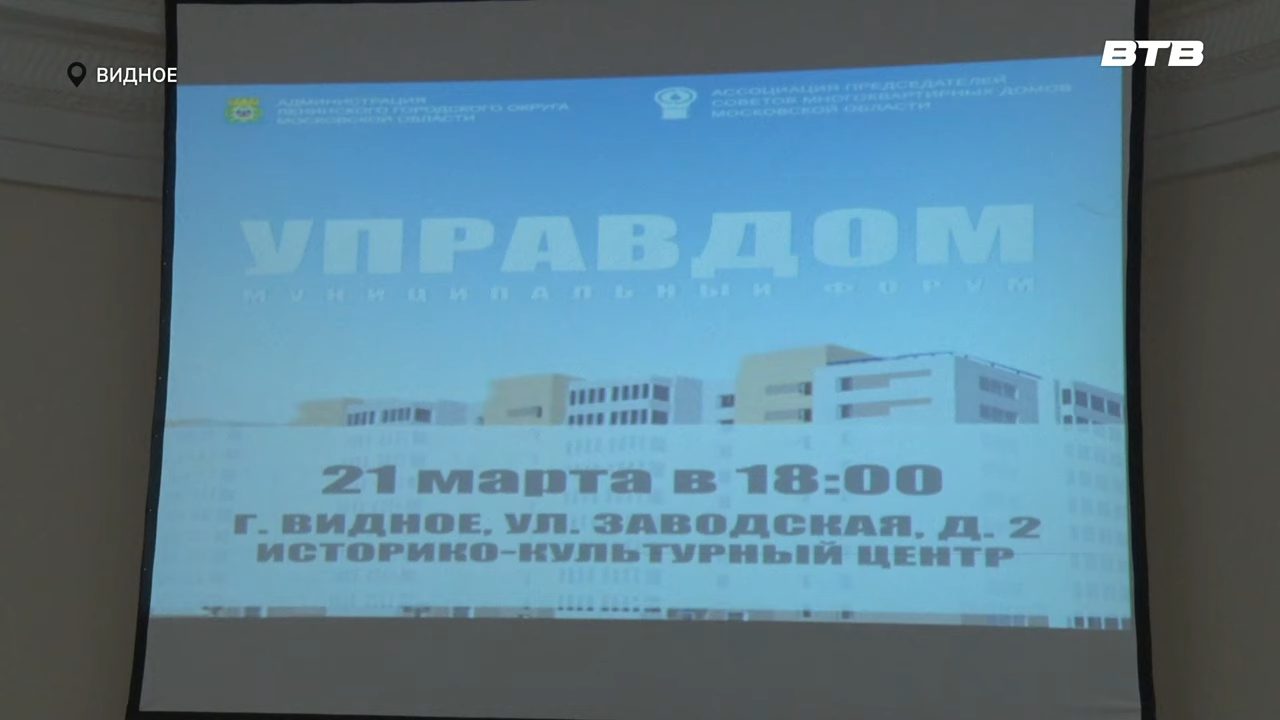 ВИДНОЕ
ВТВ
АДМИНИСТРАЦИЯ
ЛЕНИНСКОГО ГОРОДСКОГО ОКРУГА
МОСКОВСКОЙ ОБЛАСТИ
АССОЦИАЦИЯ ПРЕДСЕДАТЕЛЕЙ
СОВЕТОВ МНОГОКВАРТИРНЫХ ДОМОВ
МОСКОВСКОЙ ОБЛАСТИ
УПРАВДОМ
МУНИЦИПАЛЬНЫЙ ФОРУМ
21 марта в 18:00
Г. ВИДНОЕ, УЛ. ЗАВОДСКАЯ, Д. 2
ИСТОРИКО-КУЛЬТУРНЫЙ ЦЕНТР